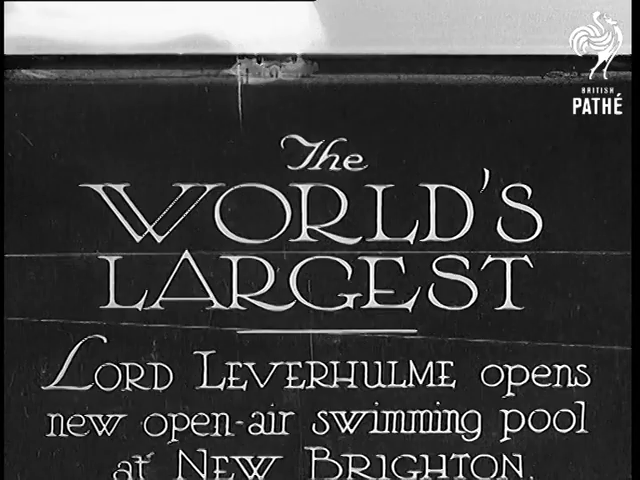 BRITISH
PATHÉ
The
WORLD'S
LARGEST
LORD LEVERHULME opens
new open-air swimming pool
at NEW BRIGHTON.